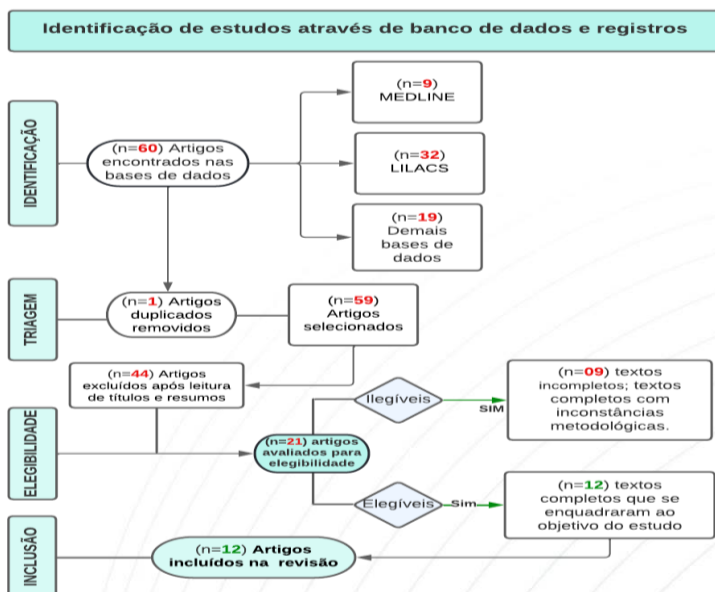 Identificação de estudos através de banco de dados e registros
IDENTIFICAÇÃO
(n=60) Artigos
encontrados nas
bases de dados
(n=9)
MEDLINE
(n=32)
LILACS
(n=19)
Demais
bases de
dados
TRIAGEM
(n=1) Artigos
duplicados
removidos
(n=59)
Artigos
selecionados
(n=44) Artigos
excluídos após leitura
de títulos e resumos
ELEGIBILIDADE
(n=21) artigos
avaliados para
elegibilidade
Ilegíveis
SIM
(n=09) textos
incompletos; textos
completos com
inconstâncias
metodológicas.
Elegíveis
Sim
(n=12) textos
completos que se
enquadraram ao
objetivo do estudo
INCLUSÃO
(n=12) Artigos
incluídos na revisão